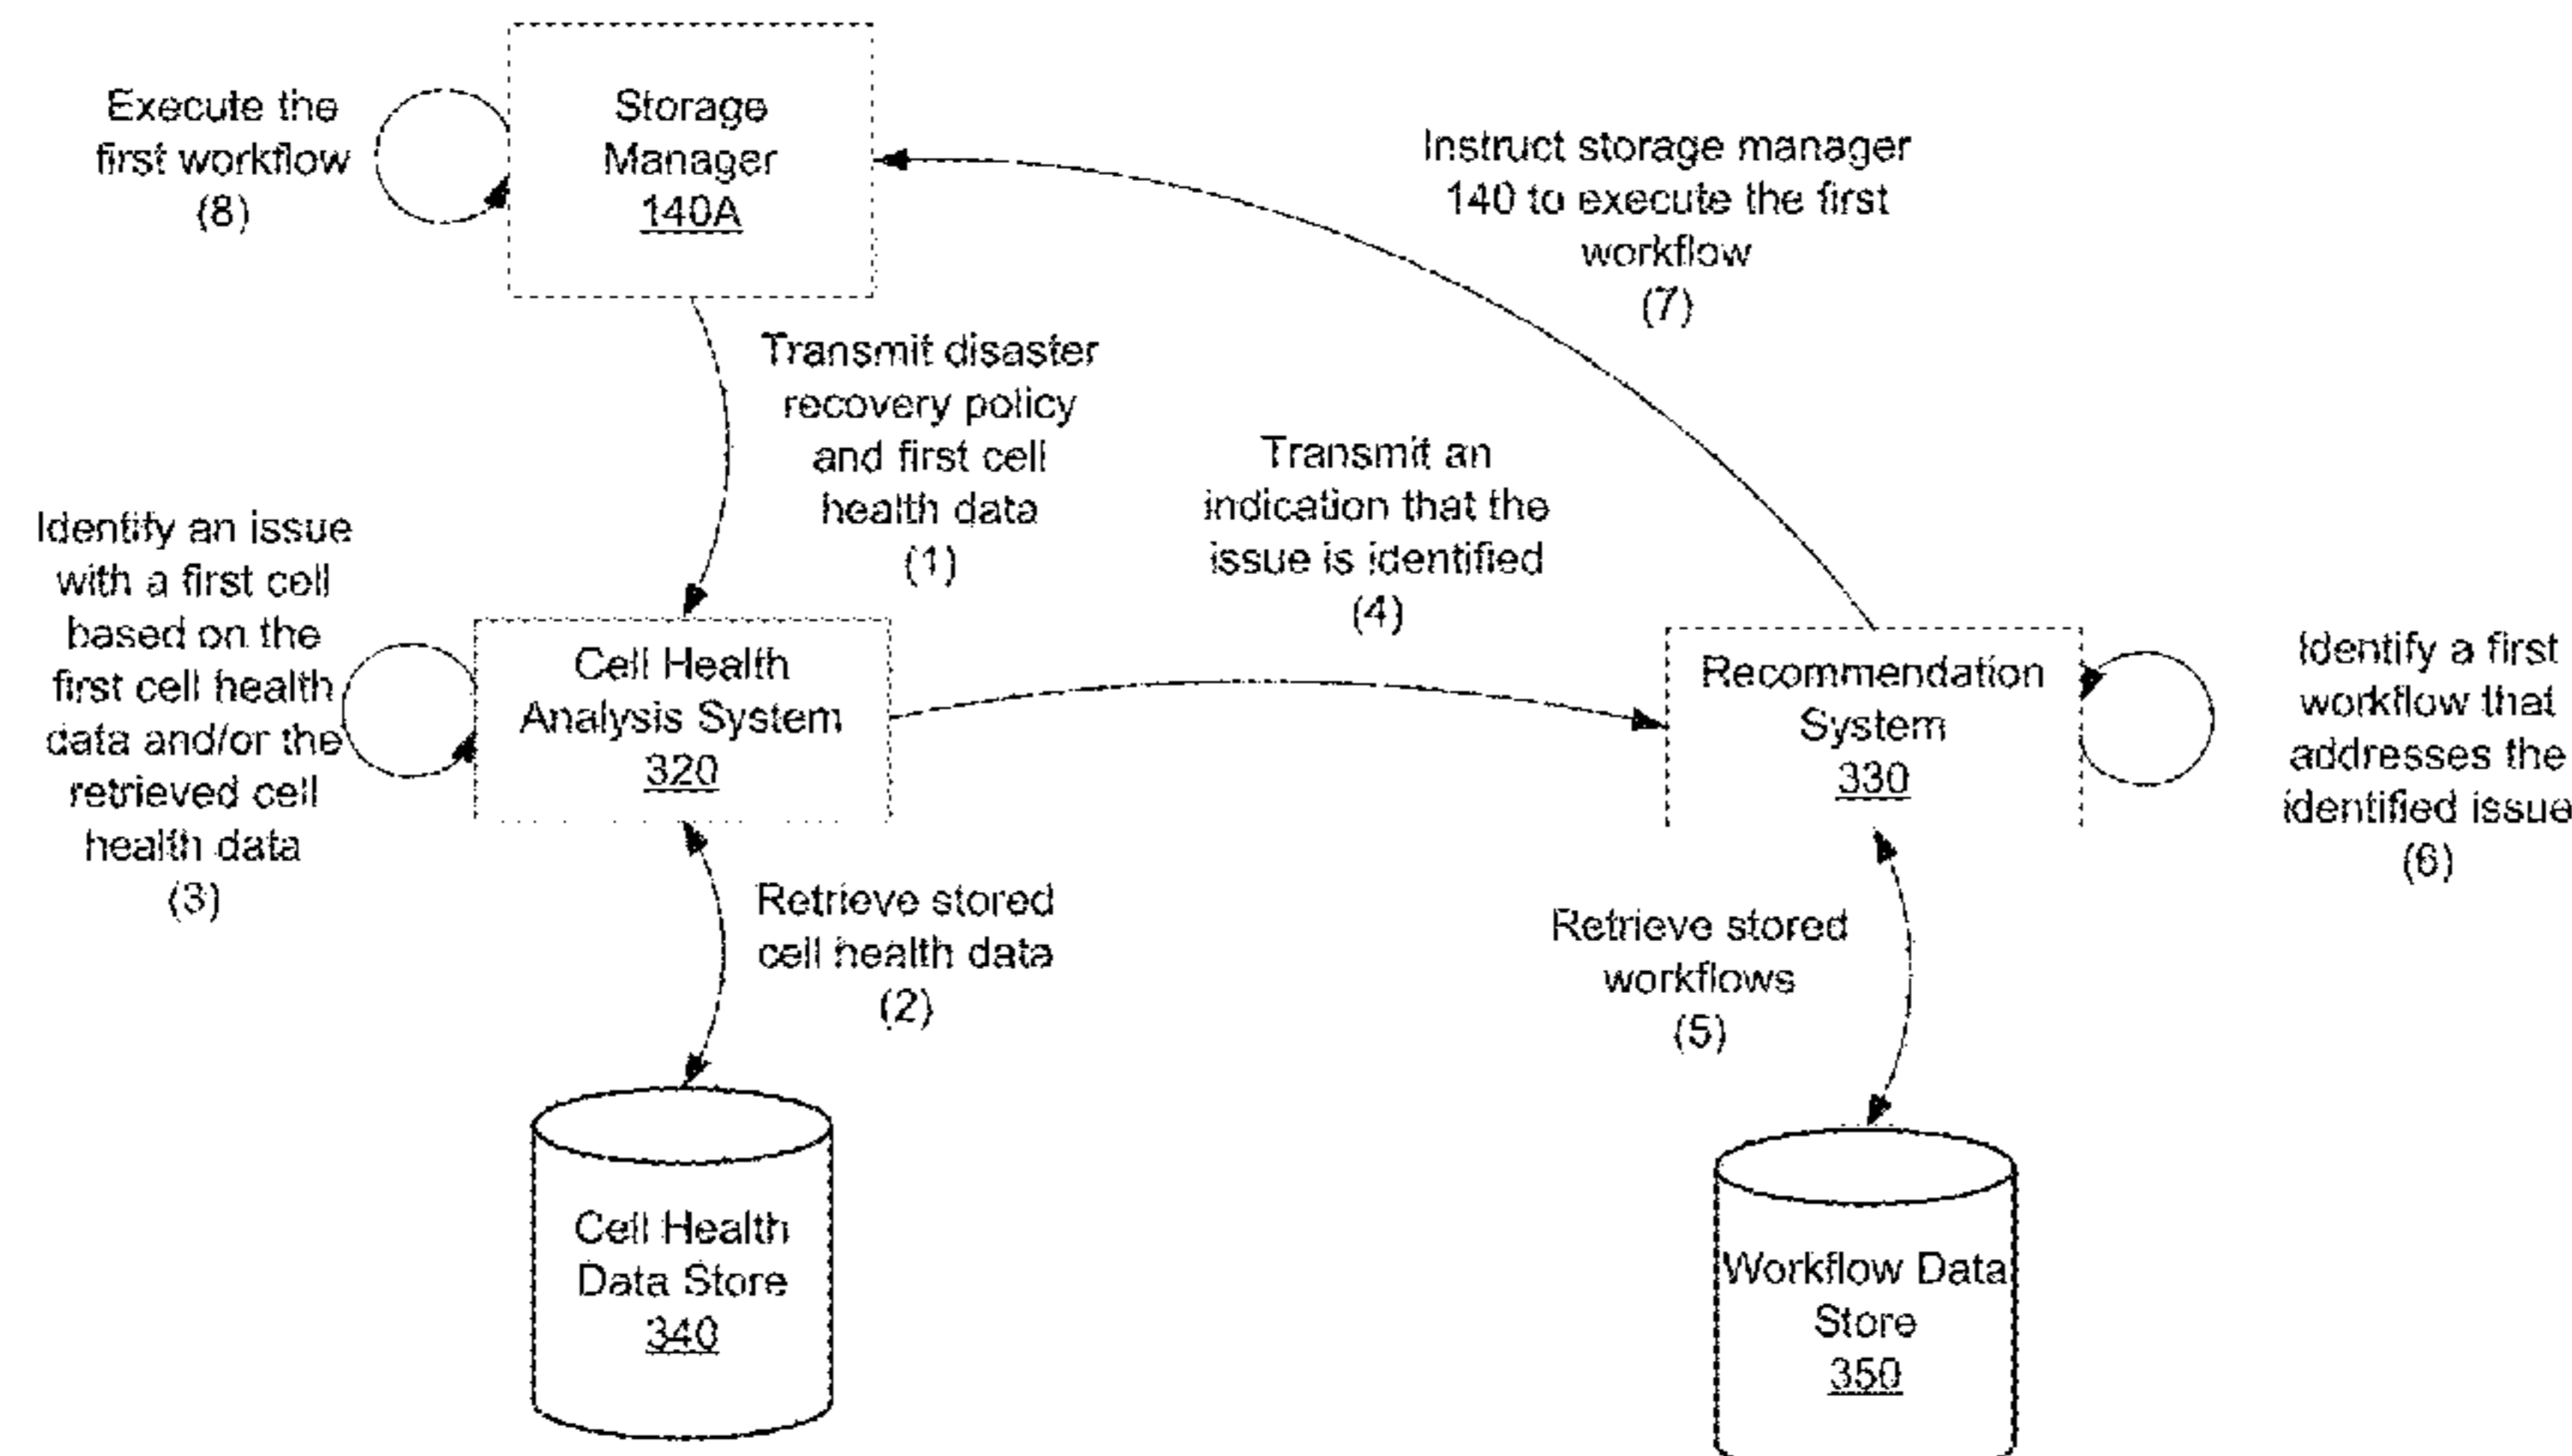 Execute the
first workflow
(8)
Storage
Manager
140A
Instruct storage manager
140 to execute the first
workflow
(7)
Transmit disaster
recovery policy
and first cell
health data
(1)
Transmit an
indication that the
issue is identified
(4)
Identify an issue
with a first cell
based on the
first cell health
data and/or the
retrieved cell
health data
(3)
Cell Health
Analysis System
320
Recommendation
System
330
Identify a first
workflow that
addresses the
identified issue
(6)
Retrieve stored
cell health data
(2)
Retrieve stored
workflows
(5)
Cell Health
Data Store
340
Workflow Data
Store
350